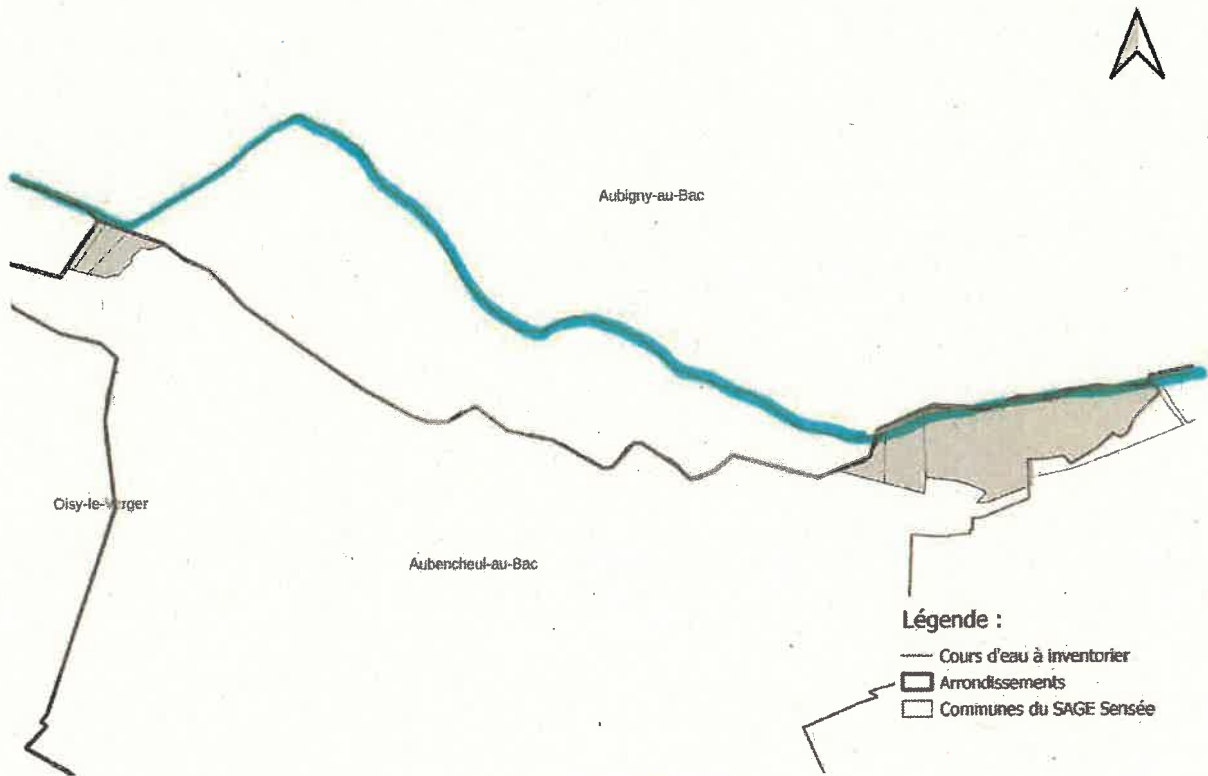 Aubigny-au-Bac
Oisy-le-Verger
Aubencheul-au-Bac
Légende :
Cours d'eau à inventorier
Arrondissements
Communes du SAGE Sensée